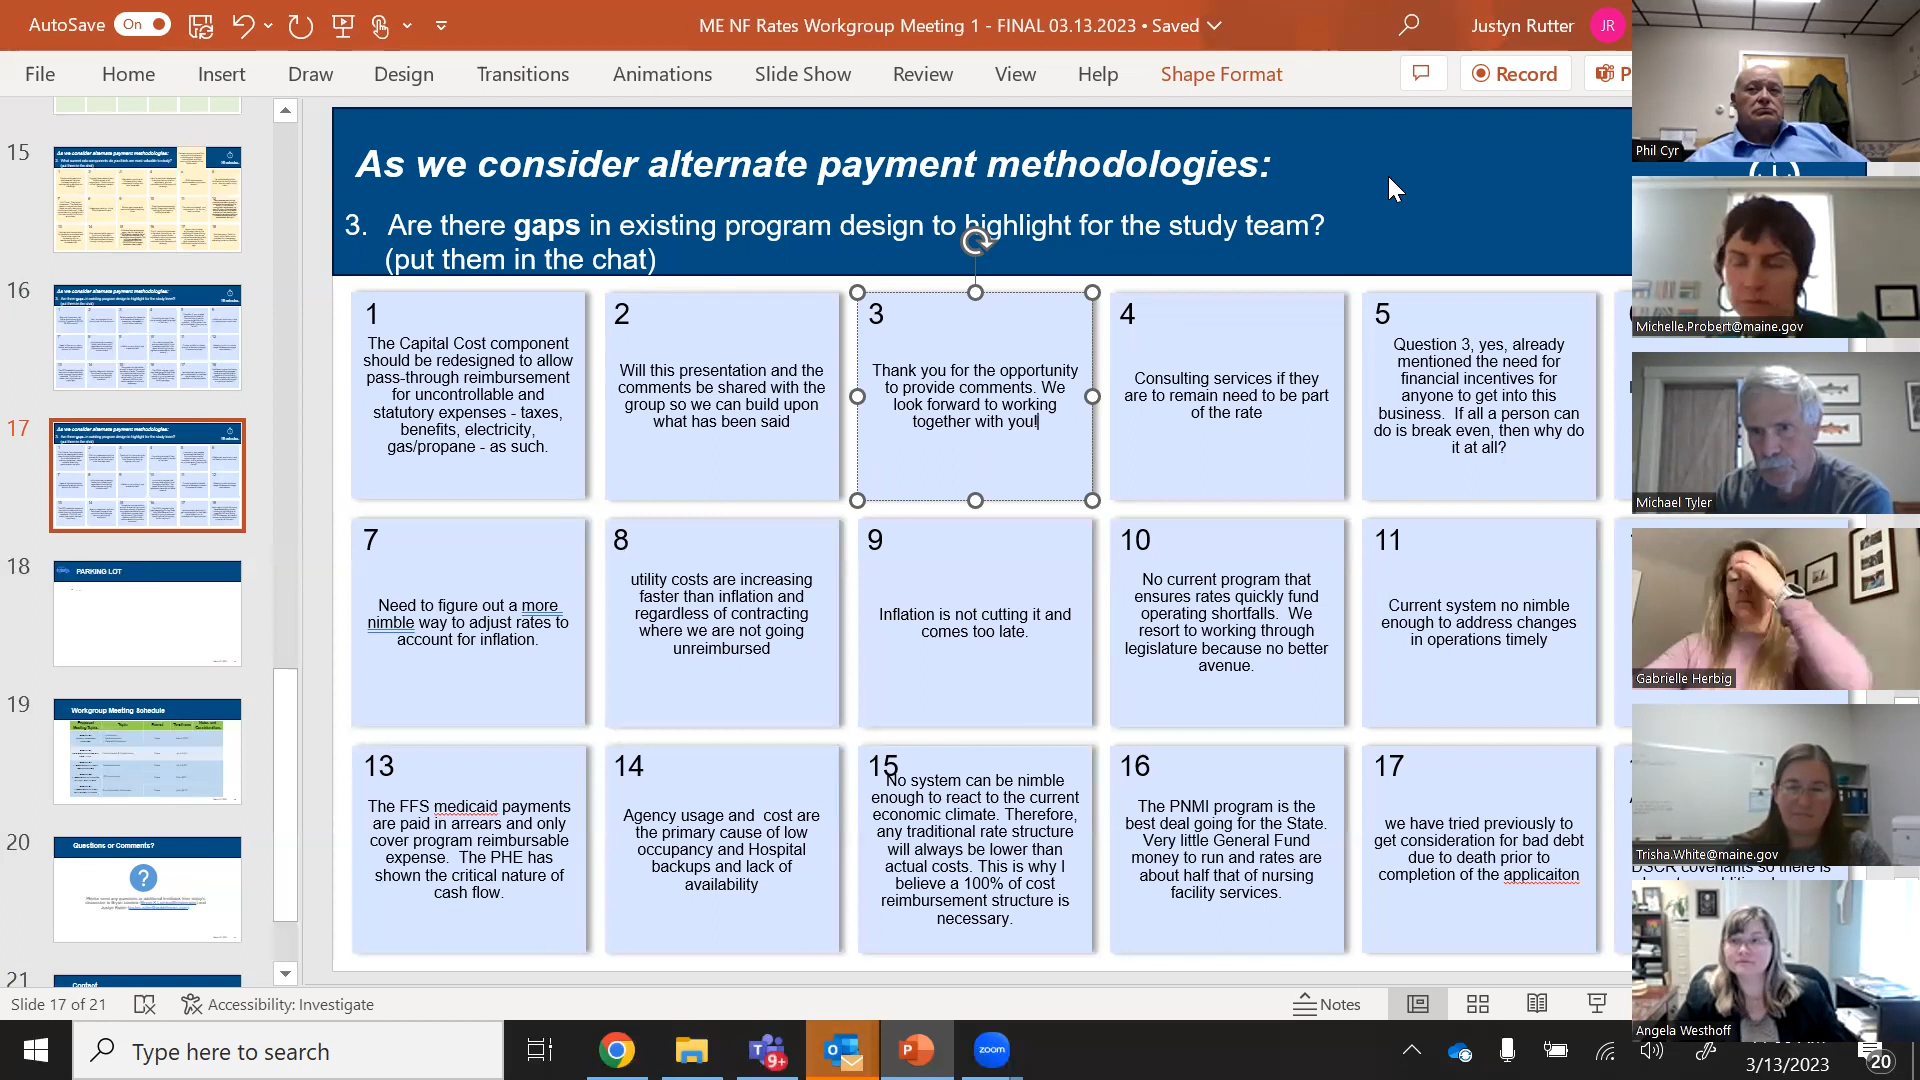 AutoSave On
ME NF Rates Workgroup Meeting 1 - FINAL 03.13.2023 • Saved
Justyn Rutter
JR
File Home Insert Draw Design Transitions Animations Slide Show Review View Help Shape Format
Record
15
16
17
18
PARKING LOT
19
Workgroup Meeting Schedule
20
Questions or Comments?
?
21
As we consider alternate payment methodologies:
3. Are there gaps in existing program design to highlight for the study team?
(put them in the chat)
1
The Capital Cost component
should be redesigned to allow
pass-through reimbursement
for uncontrollable and
statutory expenses - taxes,
benefits, electricity,
gas/propane - as such.
2
Will this presentation and the
comments be shared with the
group so we can build upon
what has been said
3
Thank you for the opportunity
to provide comments. We
look forward to working
together with you!
4
Consulting services if they
are to remain need to be part
of the rate
5
Question 3, yes, already
mentioned the need for
financial incentives for
anyone to get into this
business. If all a person can
do is break even, then why do
it at all?
7
Need to figure out a more
nimble way to adjust rates to
account for inflation.
8
utility costs are increasing
faster than inflation and
regardless of contracting
where we are not going
unreimbursed
9
Inflation is not cutting it and
comes too late.
10
No current program that
ensures rates quickly fund
operating shortfalls. We
resort to working through
legislature because no better
avenue.
11
Current system no nimble
enough to address changes
in operations timely
13
The FFS medicaid payments
are paid in arrears and only
cover program reimbursable
expense. The PHE has
shown the critical nature of
cash flow.
14
Agency usage and cost are
the primary cause of low
occupancy and Hospital
backups and lack of
availability
15
No system can be nimble
enough to react to the current
economic climate. Therefore,
any traditional rate structure
will always be lower than
actual costs. This is why I
believe a 100% of cost
reimbursement structure is
necessary.
16
The PNMI program is the
best deal going for the State.
Very little General Fund
money to run and rates are
about half that of nursing
facility services.
17
we have tried previously to
get consideration for bad debt
due to death prior to
completion of the applicaiton
Phil Cyr
Michelle.Probert@maine.gov
Michael Tyler
Gabrielle Herbig
Trisha.White@maine.gov
Angela Westhoff
Slide 17 of 21
Accessibility: Investigate
Notes
Type here to search
9+
zoom
3/13/2023
20